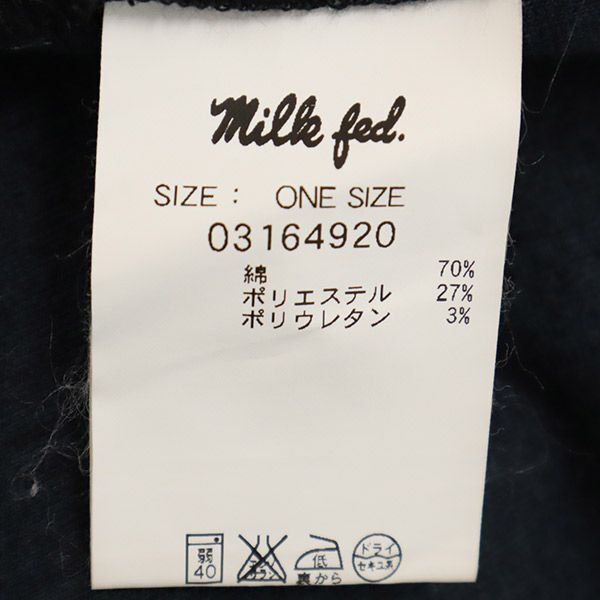 Milk fed.
SIZE : ONE SIZE
03164920
綿 70%
ポリエステル 27%
ポリウレタン 3%
弱 低 ドライ
40 セキユ系
裏から